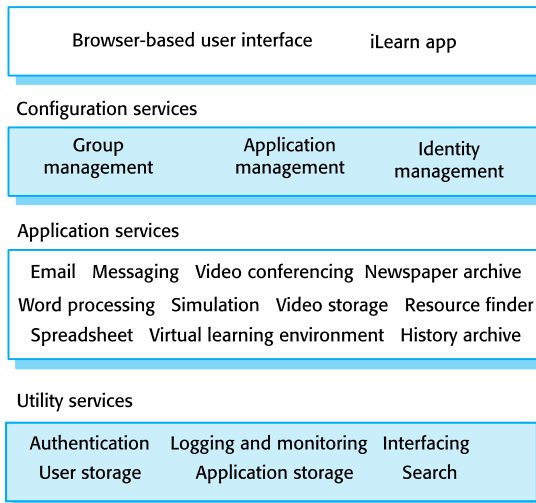 Browser-based user interface iLearn app
Configuration services
Group management Application management Identity management
Application services
Email Messaging Video conferencing Newspaper archive
Word processing Simulation Video storage Resource finder
Spreadsheet Virtual learning environment History archive
Utility services
Authentication Logging and monitoring Interfacing
User storage Application storage Search